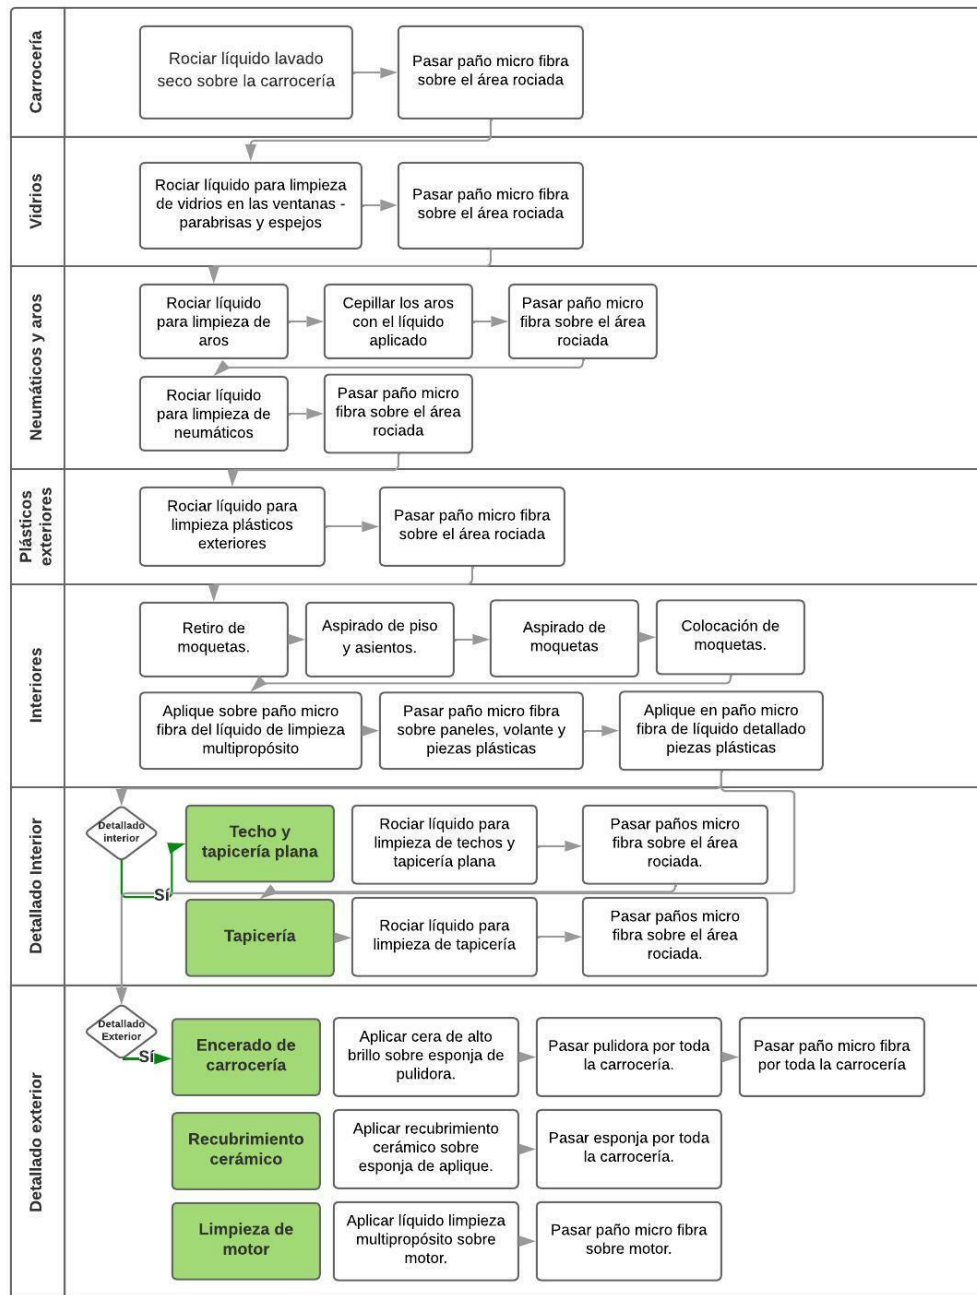 Carrocería
Rociar líquido lavado
seco sobre la carrocería
Pasar paño micro fibra
sobre el área rociada
Vidrios
Rociar líquido para limpieza
de vidrios en las ventanas -
parabrisas y espejos
Pasar paño micro fibra
sobre el área rociada
Neumáticos y aros
Rociar líquido
para limpieza de
aros
Cepillar los aros
con el líquido
aplicado
Pasar paño micro
fibra sobre el área
rociada
Rociar líquido
para limpieza de
neumáticos
Pasar paño micro
fibra sobre el área
rociada
Plásticos
exteriores
Rociar líquido para
limpieza plásticos
exteriores
Pasar paño micro fibra
sobre el área rociada
Interiores
Retiro de
moquetas.
Aspirado de piso
y asientos.
Aspirado de
moquetas
Colocación de
moquetas.
Aplique sobre paño micro
fibra del líquido de limpieza
multipropósito
Pasar paño micro fibra
sobre paneles, volante y
piezas plásticas
Aplique en paño micro
fibra de líquido detallado
piezas plásticas
Detallado Interior
Detallado
interior
Sí
Techo y
tapicería plana
Rociar líquido para
limpieza de techos y
tapicería plana
Pasar paños micro
fibra sobre el área
rociada.
Tapicería
Rociar líquido para
limpieza de tapicería
Pasar paños micro
fibra sobre el área
rociada.
Detallado exterior
Detallado
Exterior
Sí
Encerado de
carrocería
Aplicar cera de alto
brillo sobre esponja de
pulidora.
Pasar pulidora por toda
la carrocería.
Pasar paño micro fibra
por toda la carrocería
Recubrimiento
cerámico
Aplicar recubrimiento
cerámico sobre
esponja de aplique.
Pasar esponja por toda
la carrocería.
Limpieza de
motor
Aplicar líquido limpieza
multipropósito sobre
motor.
Pasar paño micro fibra
sobre motor.